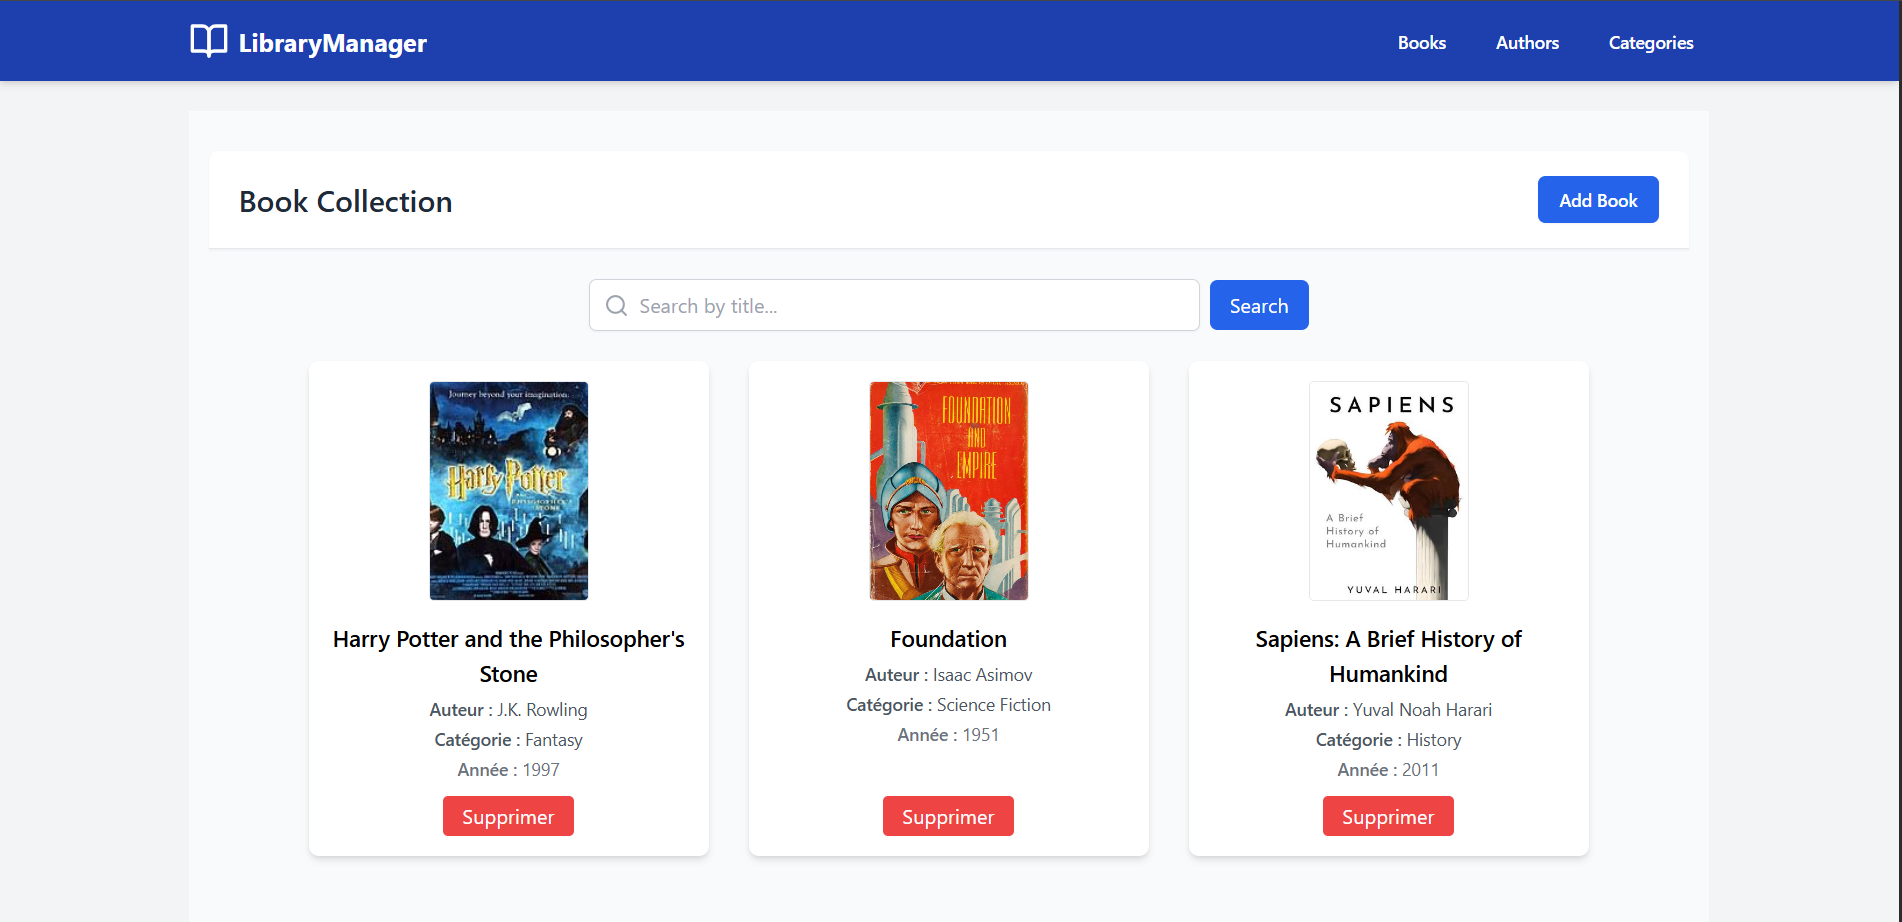 LibraryManager
Books
Authors
Categories
Book Collection
Add Book
Search by title...
Search
Journey beyond your imagination.
Harry Potter
AND THE
PHILOSOPHER'S
STONE
FOUNDATION
AND
EMPIRE
SAPIENS
A Brief
History of
Humankind
YUVAL HARARI
Harry Potter and the Philosopher's
Stone
Auteur : J.K. Rowling
Catégorie : Fantasy
Année : 1997
Supprimer
Foundation
Auteur : Isaac Asimov
Catégorie : Science Fiction
Année : 1951
Supprimer
Sapiens: A Brief History of
Humankind
Auteur : Yuval Noah Harari
Catégorie : History
Année : 2011
Supprimer